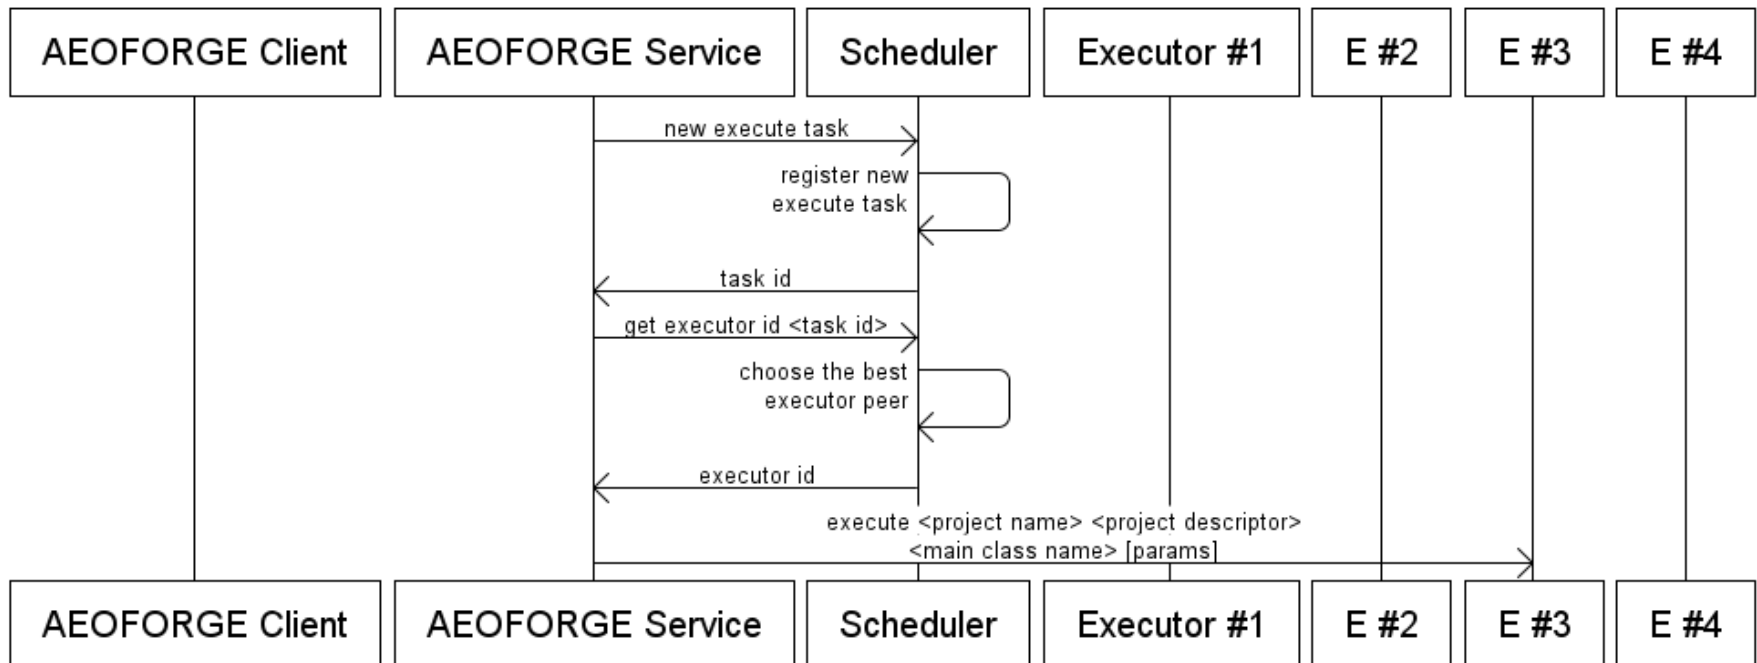 AEOFORGE Client
AEOFORGE Service
Scheduler
Executor #1
E #2
E #3
E #4
new execute task
register new
execute task
task id
get executor id <task id>
choose the best
executor peer
executor id
execute <project name> <project descriptor>
<main class name> [params]
AEOFORGE Client
AEOFORGE Service
Scheduler
Executor #1
E #2
E #3
E #4